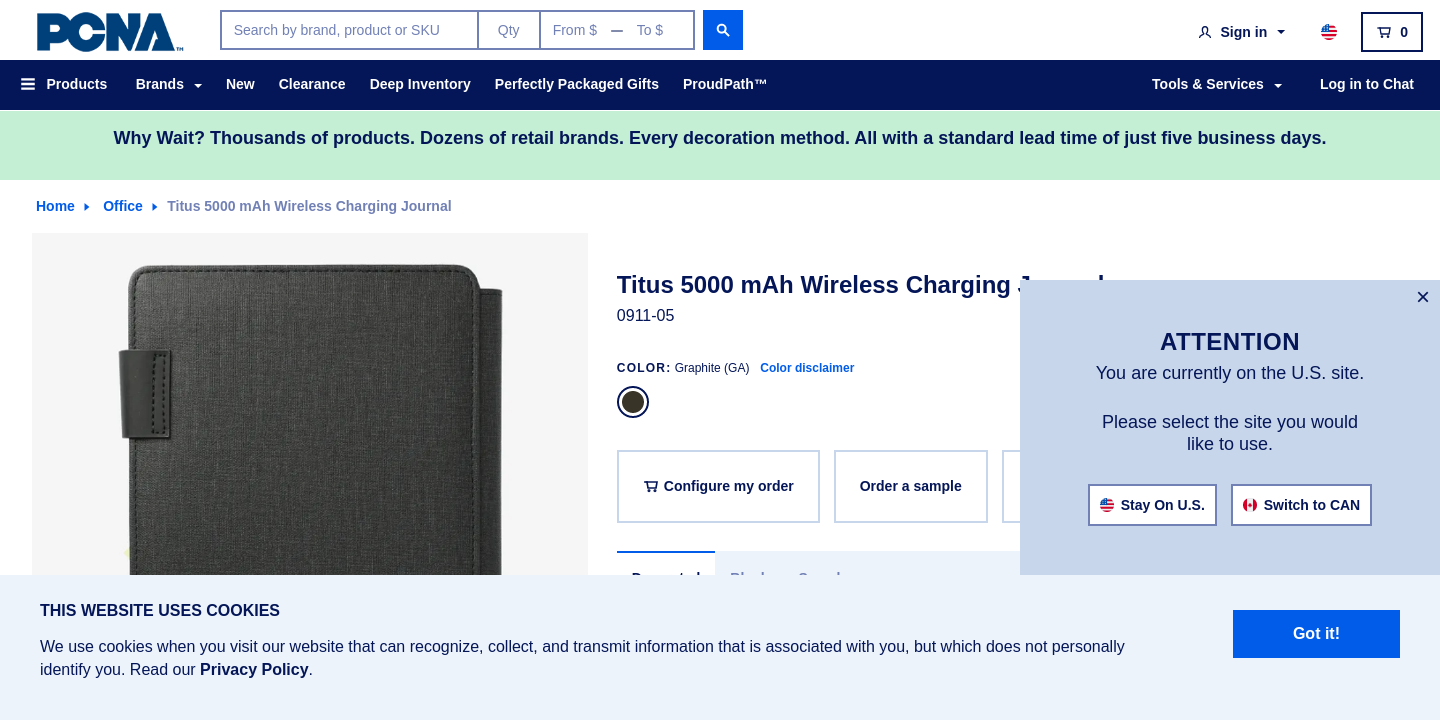 PCNA™
Search by brand, product or SKU
Qty
From $ — To $
Sign in
0
Products
Brands
New
Clearance
Deep Inventory
Perfectly Packaged Gifts
ProudPath™
Tools & Services
Log in to Chat
Why Wait? Thousands of products. Dozens of retail brands. Every decoration method. All with a standard lead time of just five business days.
Home
Office
Titus 5000 mAh Wireless Charging Journal
Titus 5000 mAh Wireless Charging
0911-05
COLOR: Graphite (GA) Color disclaimer
Configure my order
Order a sample
×
ATTENTION
You are currently on the U.S. site.
Please select the site you would
like to use.
Stay On U.S.
Switch to CAN
THIS WEBSITE USES COOKIES
We use cookies when you visit our website that can recognize, collect, and transmit information that is associated with you, but which does not personally
identify you. Read our Privacy Policy.
Got it!